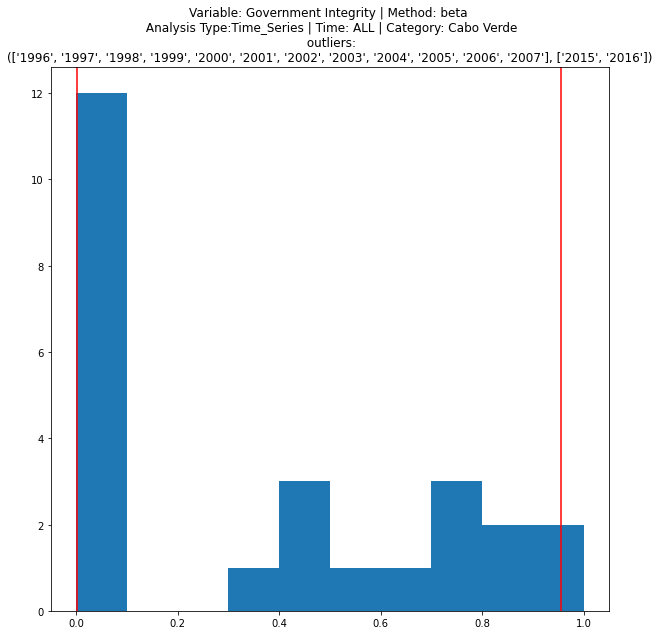 Variable: Government Integrity | Method: beta
Analysis Type:Time_Series | Time: ALL | Category: Cabo Verde
outliers:
(['1996', '1997', '1998', '1999', '2000', '2001', '2002', '2003', '2004', '2005', '2006', '2007'], ['2015', '2016'])
12
10
8
6
4
2
0
0.0 0.2 0.4 0.6 0.8 1.0